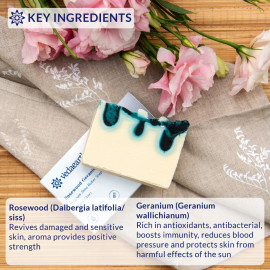 KEY INGREDIENTS
vedaearth
Rosewood (Dalbergia latifolia/
siss)
Revives damaged and sensitive
skin, aroma provides positive
strength
Geranium (Geranium
wallichianum)
Rich in antioxidants, antibacterial,
boosts immunity, reduces blood
pressure and protects skin from
harmful effects of the sun